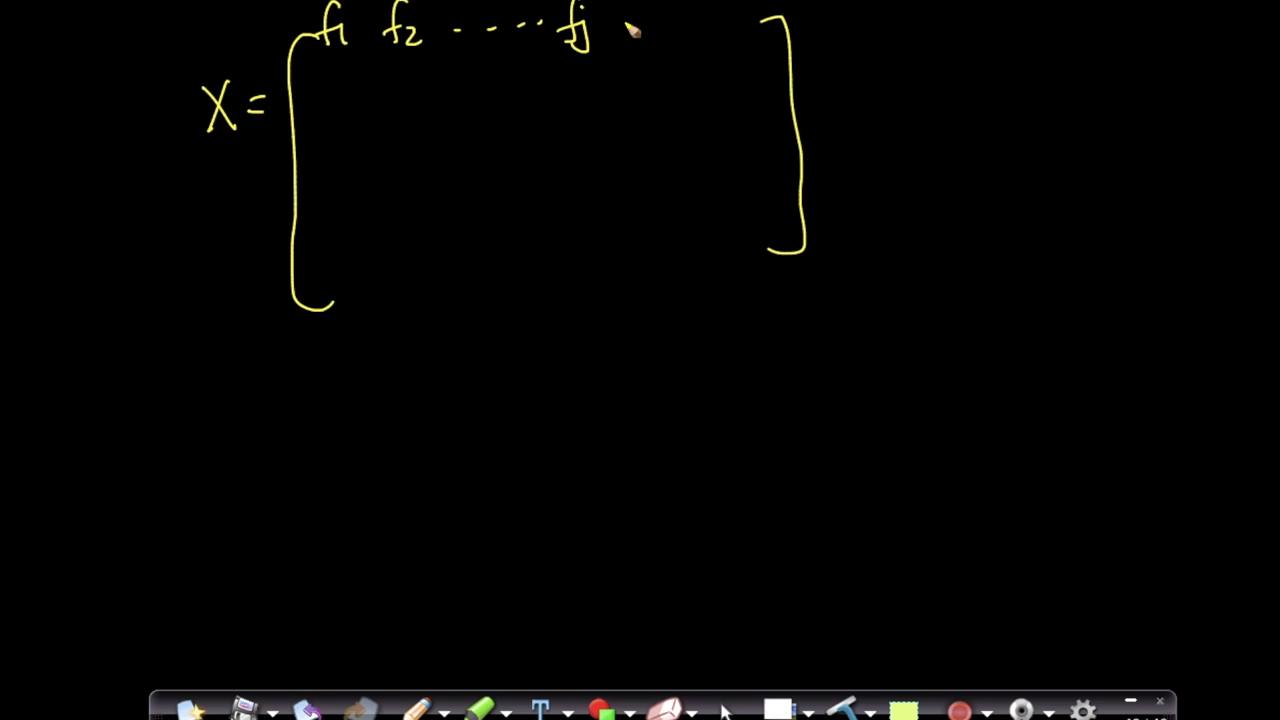 f1 f2 ..... fj .
X =